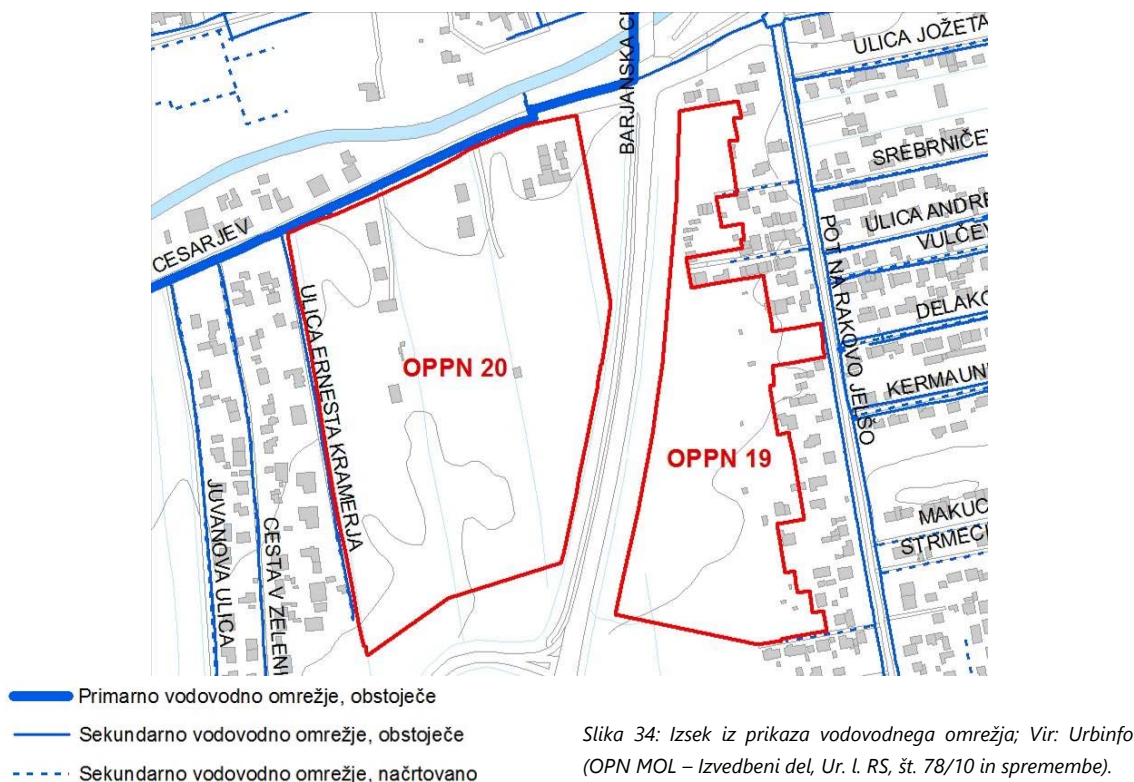 BARJANSKA C
ULICA JOŽETA
SREBRNIČE
ULICA ANDRE
VULČE
CESARJEV
POT NA RAKOVO JELŠO
DELAKO
ULICA ERNESTA KRAMERJA
OPPN 20
KERMAUN
OPPN 19
JUVANOVA ULICA
CESTA V ZELENI
MAKUC
STRMEC
Primarno vodovodno omrežje, obstoječe
Sekundarno vodovodno omrežje, obstoječe
Sekundarno vodovodno omrežje, načrtovano
Slika 34: Izsek iz prikaza vodovodnega omrežja; Vir: Urbinfo
(OPN MOL – Izvedbeni del, Ur. l. RS, št. 78/10 in spremembe).